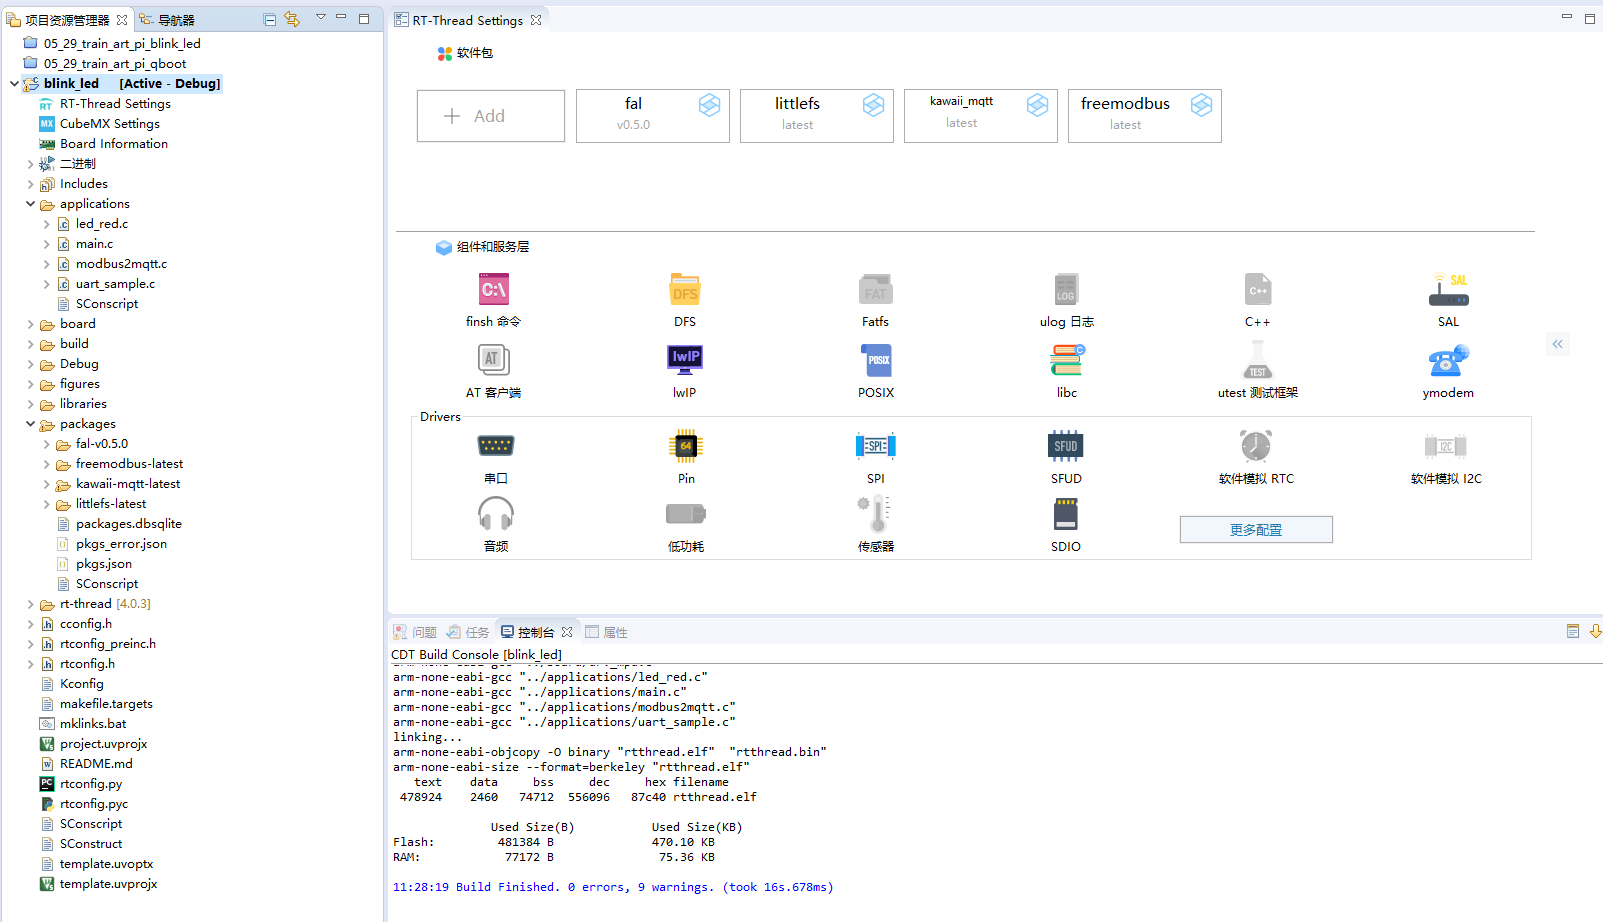 项目资源管理器
导航器
05_29_train_art_pi_blink_led
05_29_train_art_pi_qboot
blink_led [Active - Debug]
RT-Thread Settings
CubeMX Settings
Board Information
二进制
Includes
applications
led_red.c
main.c
modbus2mqtt.c
uart_sample.c
SConscript
board
build
Debug
figures
libraries
packages
fal-v0.5.0
freemodbus-latest
kawaii-mqtt-latest
littlefs-latest
packages.dbsqlite
pkgs_error.json
pkgs.json
SConscript
rt-thread [4.0.3]
cconfig.h
rtconfig_preinc.h
rtconfig.h
Kconfig
makefile.targets
mklinks.bat
project.uvprojx
README.md
rtconfig.py
rtconfig.pyc
SConscript
SConstruct
template.uvoptx
template.uvprojx
RT-Thread Settings
软件包
Add
fal
v0.5.0
littlefs
latest
kawaii_mqtt
latest
freemodbus
latest
组件和服务层
finsh 命令
DFS
Fatfs
ulog 日志
C++
SAL
AT 客户端
lwIP
POSIX
libc
utest 测试框架
ymodem
Drivers
串口
Pin
SPI
SFUD
软件模拟 RTC
软件模拟 I2C
音频
低功耗
传感器
SDIO
更多配置
问题
任务
控制台
属性
CDT Build Console [blink_led]
arm-none-eabi-gcc "../applications/led_red.c"
arm-none-eabi-gcc "../applications/main.c"
arm-none-eabi-gcc "../applications/modbus2mqtt.c"
arm-none-eabi-gcc "../applications/uart_sample.c"
linking...
arm-none-eabi-objcopy -O binary "rtthread.elf" "rtthread.bin"
arm-none-eabi-size --format=berkeley "rtthread.elf"
text data bss dec hex filename
478924 2460 74712 556096 87c40 rtthread.elf
Used Size(B) Used Size(KB)
Flash: 481384 B 470.10 KB
RAM: 77172 B 75.36 KB
11:28:19 Build Finished. 0 errors, 9 warnings. (took 16s.678ms)